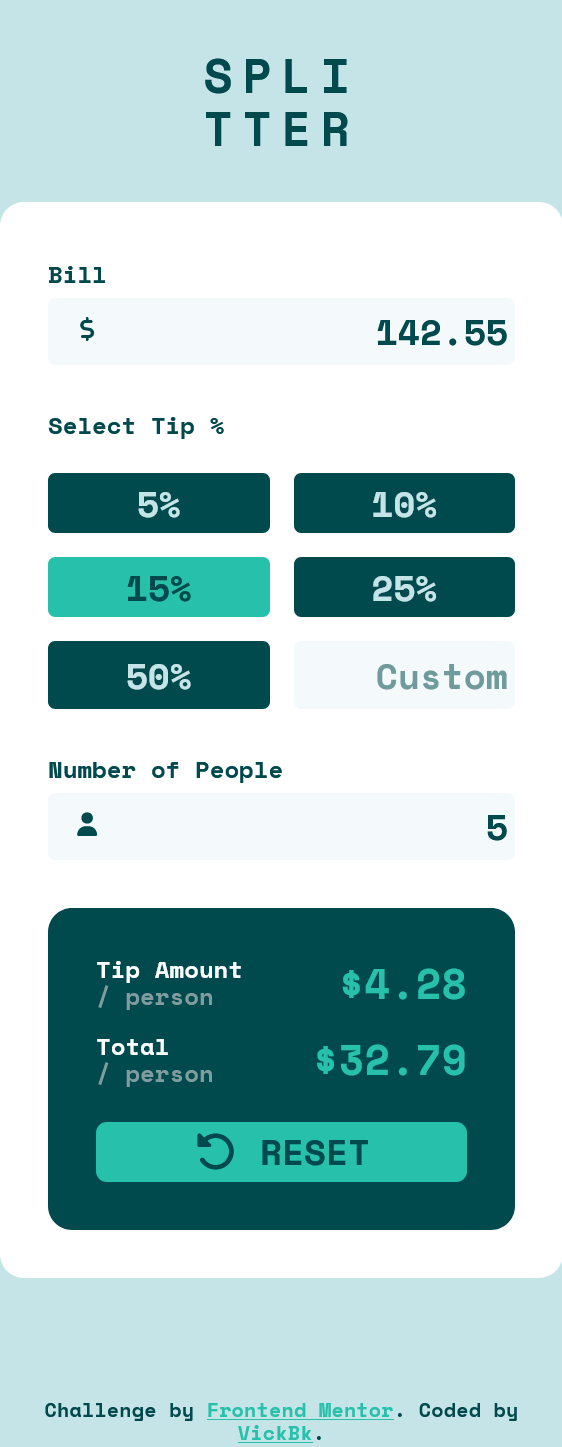 SPLI
TTER
Bill
$ 142.55
Select Tip %
5% 10%
15% 25%
50% Custom
Number of People
5
Tip Amount
/ person
$4.28
Total
/ person
$32.79
RESET
Challenge by Frontend Mentor. Coded by
VickBk.